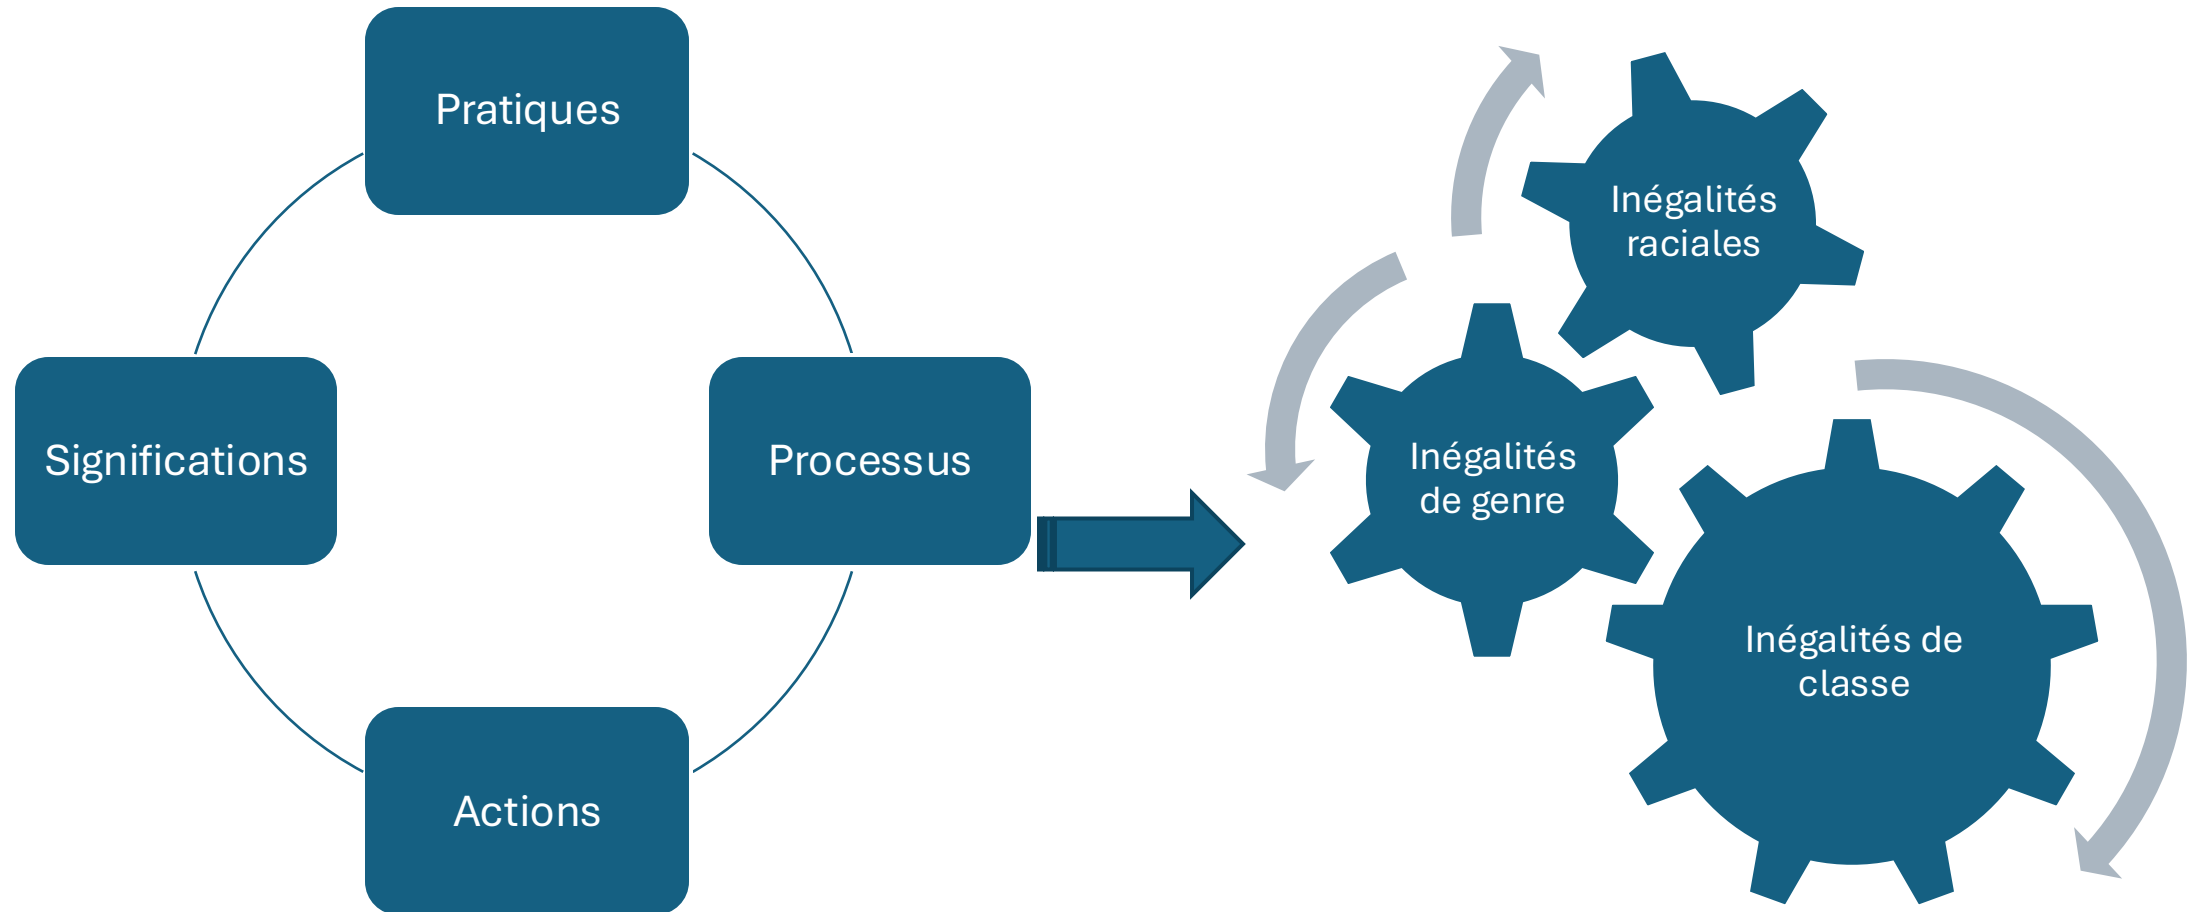 Pratiques
Significations
Processus
Actions
Inégalités
raciales
Inégalités
de genre
Inégalités de
classe